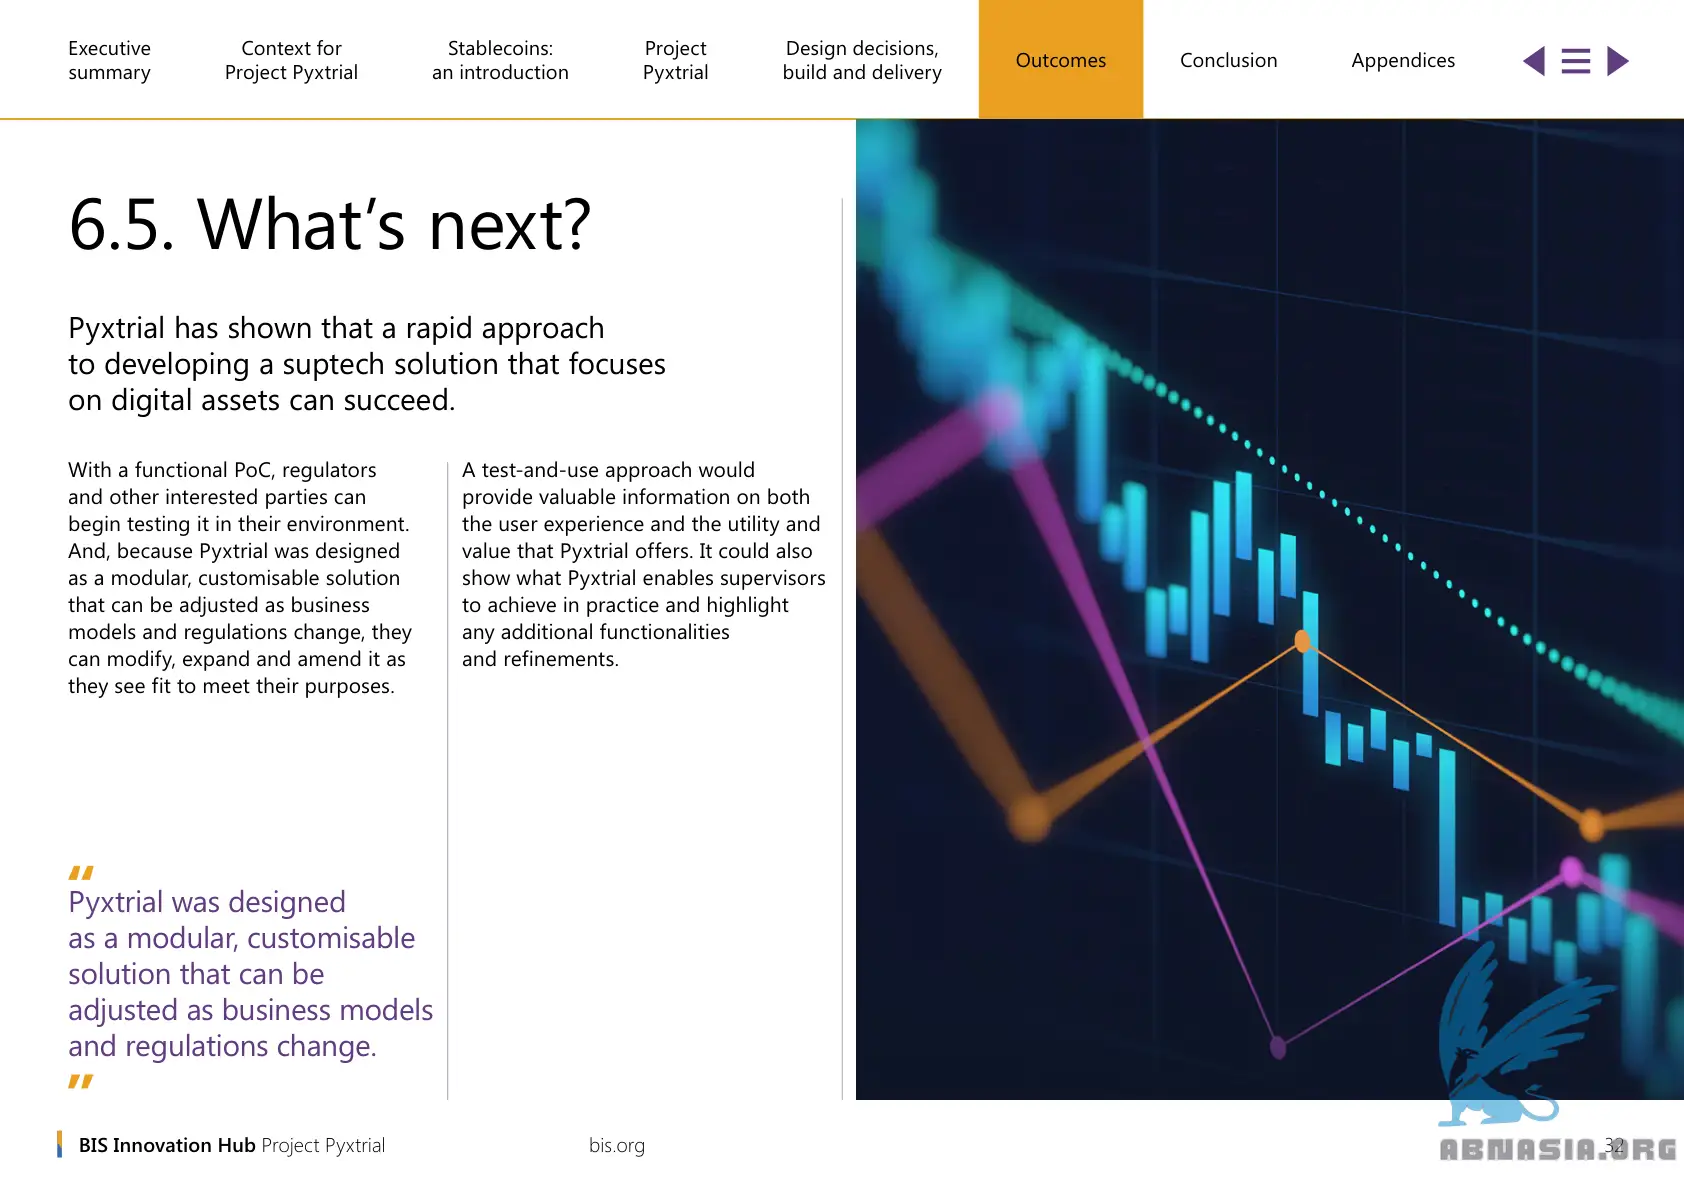 Executive
summary
Context for
Project Pyxtrial
Stablecoins:
an introduction
Project
Pyxtrial
Design decisions,
build and delivery
Outcomes
Conclusion
Appendices
6.5. What’s next?
Pyxtrial has shown that a rapid approach
to developing a suptech solution that focuses
on digital assets can succeed.
With a functional PoC, regulators
and other interested parties can
begin testing it in their environment.
And, because Pyxtrial was designed
as a modular, customisable solution
that can be adjusted as business
models and regulations change, they
can modify, expand and amend it as
they see fit to meet their purposes.
A test-and-use approach would
provide valuable information on both
the user experience and the utility and
value that Pyxtrial offers. It could also
show what Pyxtrial enables supervisors
to achieve in practice and highlight
any additional functionalities
and refinements.
“
Pyxtrial was designed
as a modular, customisable
solution that can be
adjusted as business models
and regulations change.
”
BIS Innovation Hub Project Pyxtrial
bis.org
32
ABNASIA.ORG